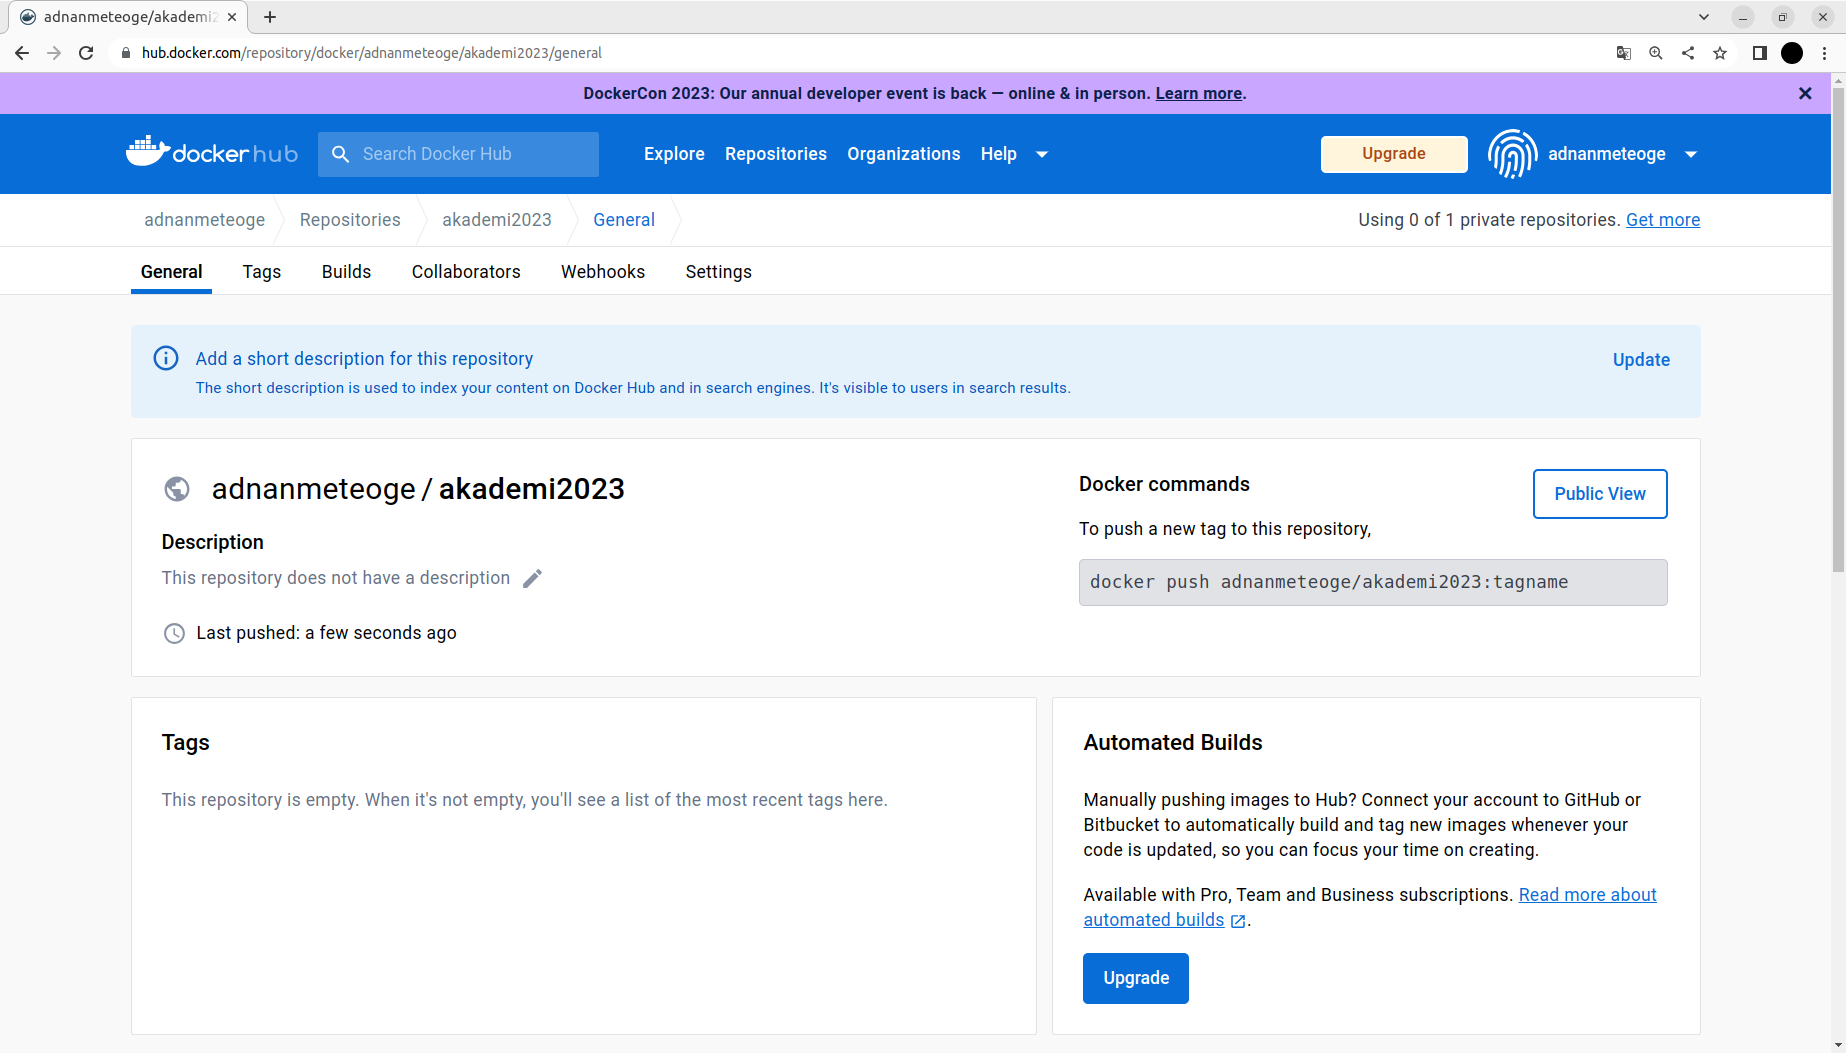 adnanmeteoge/akademi2
hub.docker.com/repository/docker/adnanmeteoge/akademi2023/general
DockerCon 2023: Our annual developer event is back — online & in person. Learn more.
docker hub
Search Docker Hub
Explore
Repositories
Organizations
Help
Upgrade
adnanmeteoge
adnanmeteoge
Repositories
akademi2023
General
Using 0 of 1 private repositories. Get more
General
Tags
Builds
Collaborators
Webhooks
Settings
Add a short description for this repository
Update
The short description is used to index your content on Docker Hub and in search engines. It's visible to users in search results.
adnanmeteoge / akademi2023
Description
This repository does not have a description
Last pushed: a few seconds ago
Docker commands
Public View
To push a new tag to this repository,
docker push adnanmeteoge/akademi2023:tagname
Tags
This repository is empty. When it's not empty, you'll see a list of the most recent tags here.
Automated Builds
Manually pushing images to Hub? Connect your account to GitHub or
Bitbucket to automatically build and tag new images whenever your
code is updated, so you can focus your time on creating.
Available with Pro, Team and Business subscriptions. Read more about
automated builds.
Upgrade